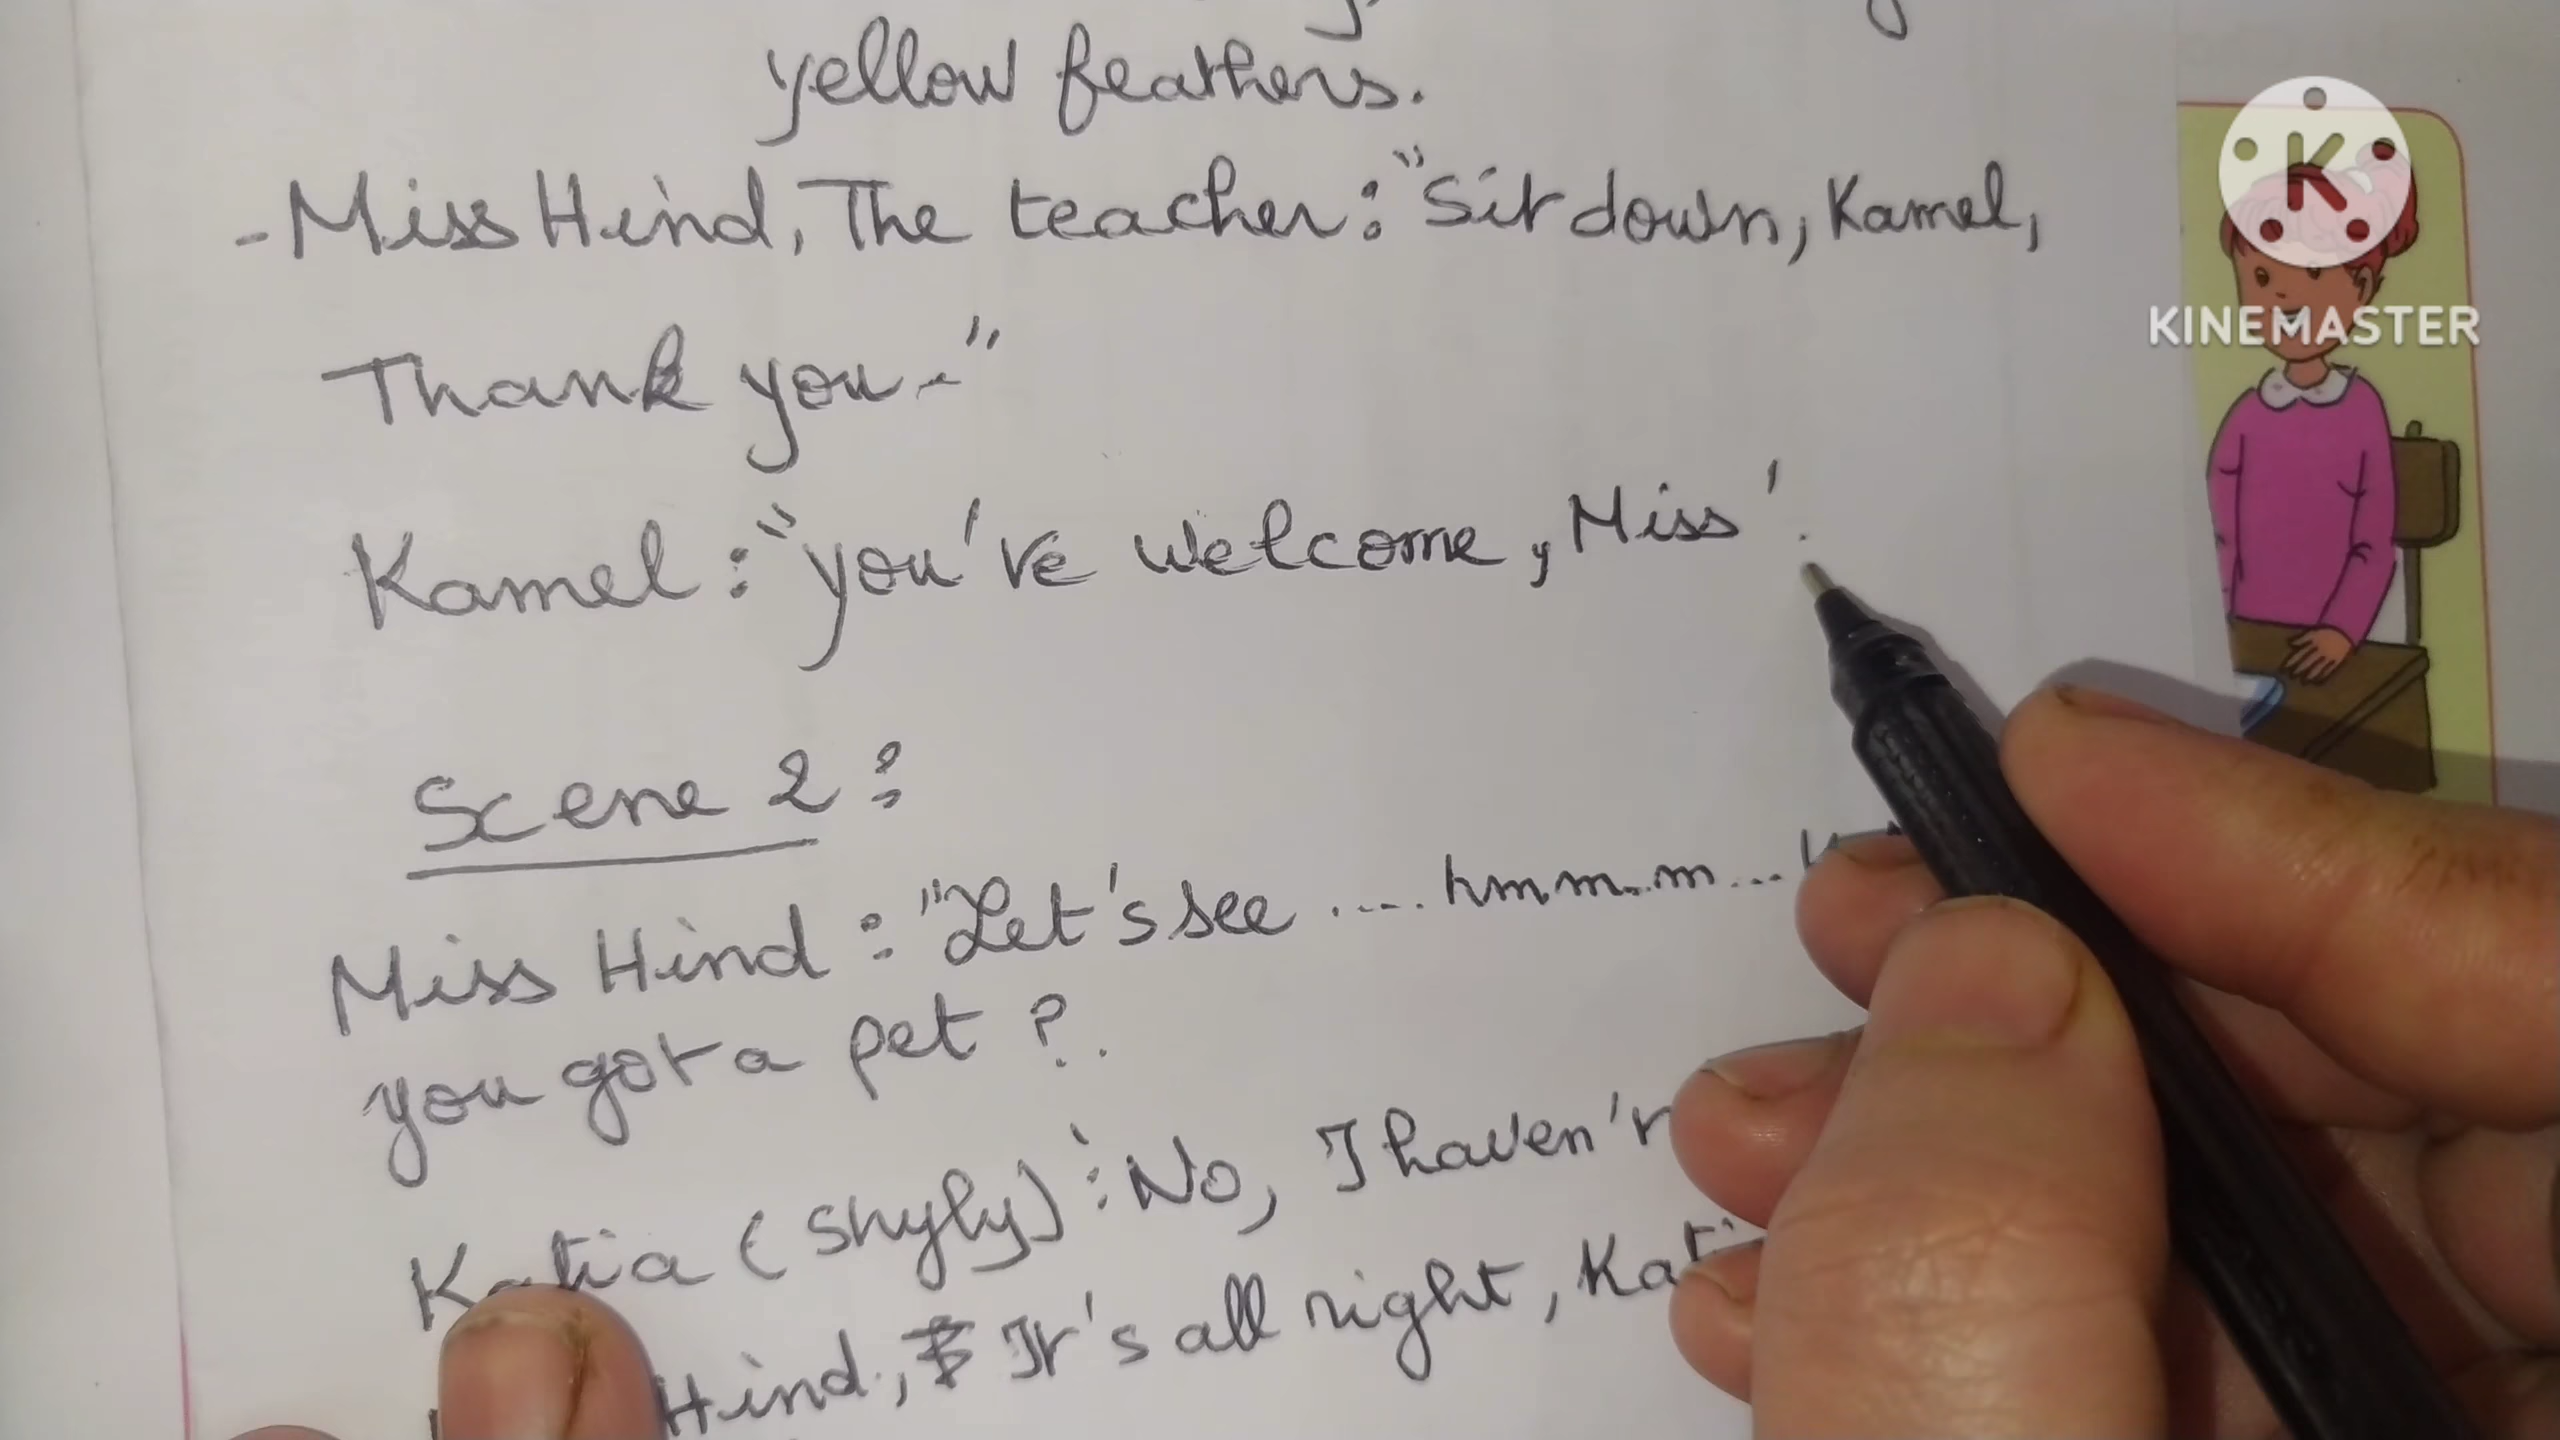 yellow feathers.
- Miss Hind, The teacher: "Sit down, Kamel,
Thank you."
Kamel: "you've welcome, Miss'.
Scene 2:
Miss Hind: "Let's see .... hmm..m...
you got a pet?.
Katia (shyly): No, I haven't
Hind, It's all right,
K
KINEMASTER